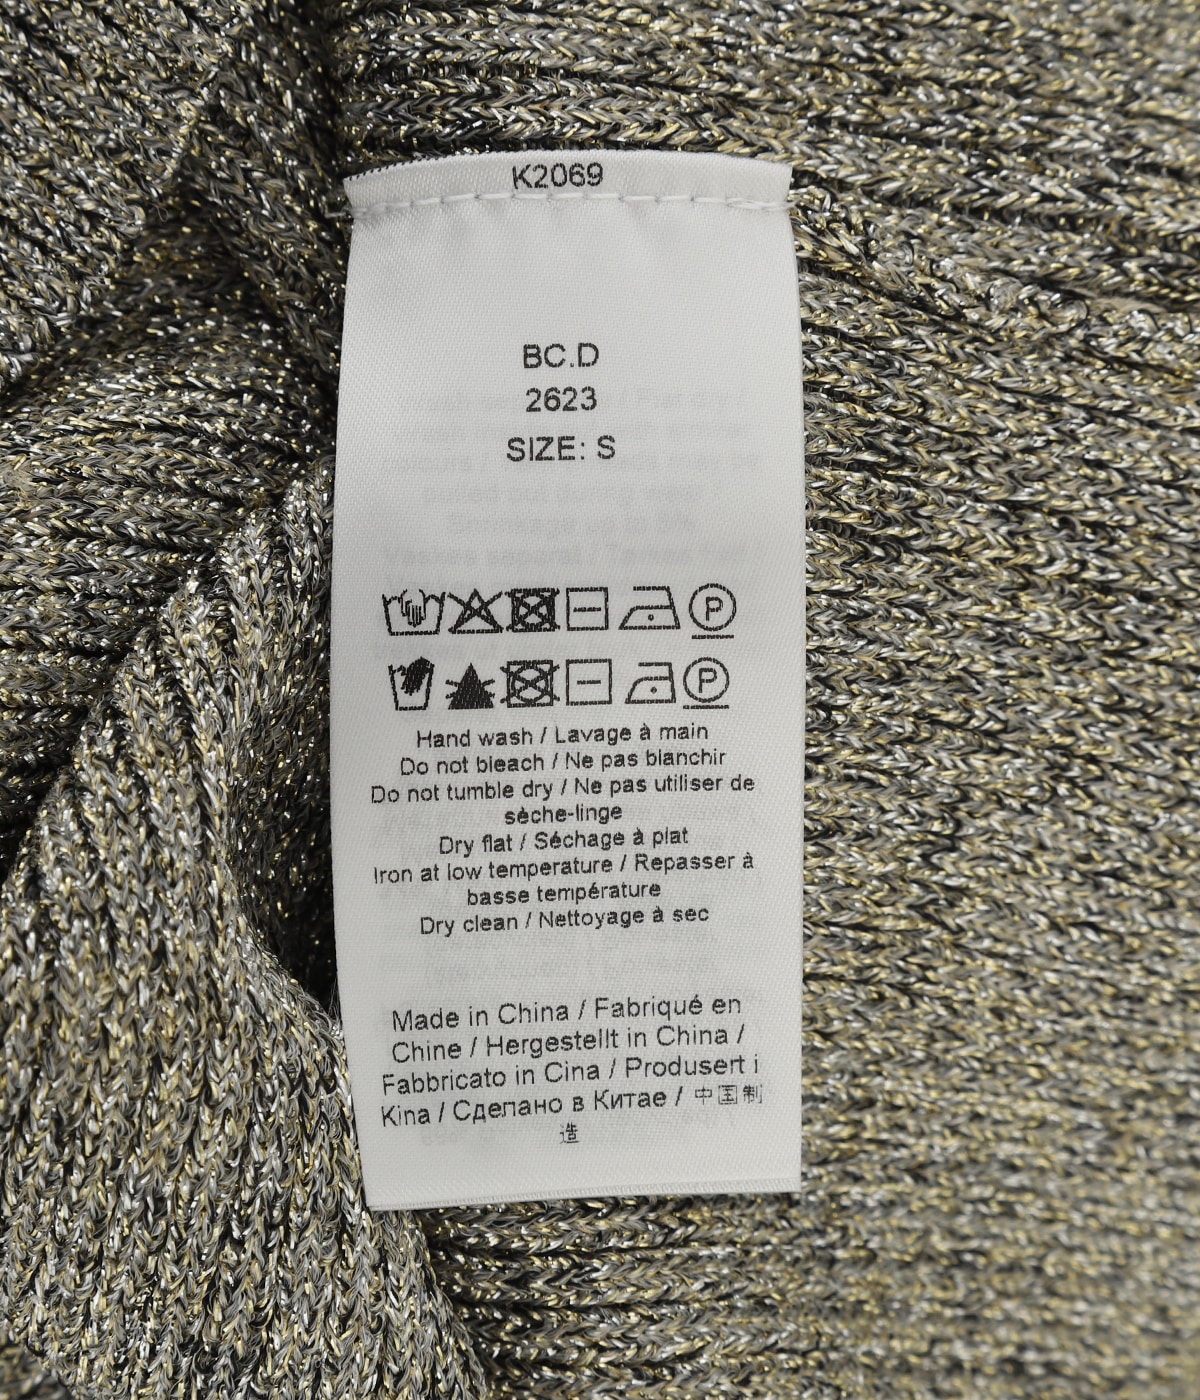 K2069
BC.D
2623
SIZE: S
P
P
Hand wash / Lavage à main
Do not bleach / Ne pas blanchir
Do not tumble dry / Ne pas utiliser de
sèche-linge
Dry flat / Séchage à plat
Iron at low temperature / Repasser à
basse température
Dry clean / Nettoyage à sec
Made in China / Fabriqué en
Chine / Hergestellt in China /
Fabbricato in Cina / Produsert i
Kina / Сделано в Китае / 中国制
造